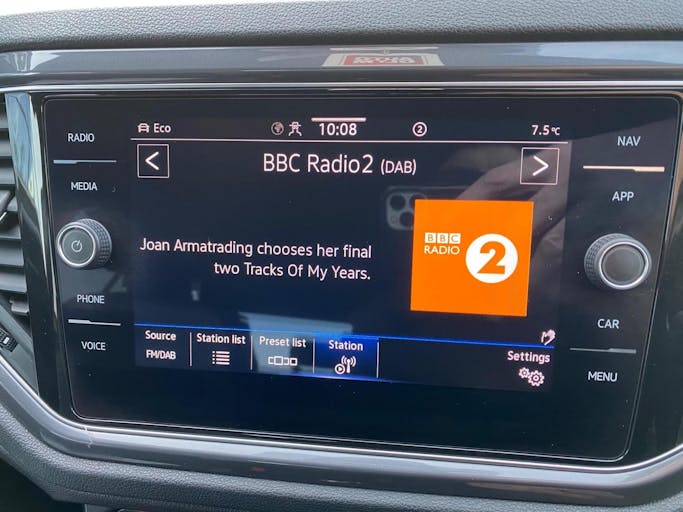 RADIO
MEDIA
PHONE
VOICE
Eco
10:08
2
7.5°C
BBC Radio2 (DAB)
Joan Armatrading chooses her final
two Tracks Of My Years.
BBC
RADIO
2
Source
FM/DAB
Station list
Preset list
Station
Settings
NAV
APP
CAR
MENU